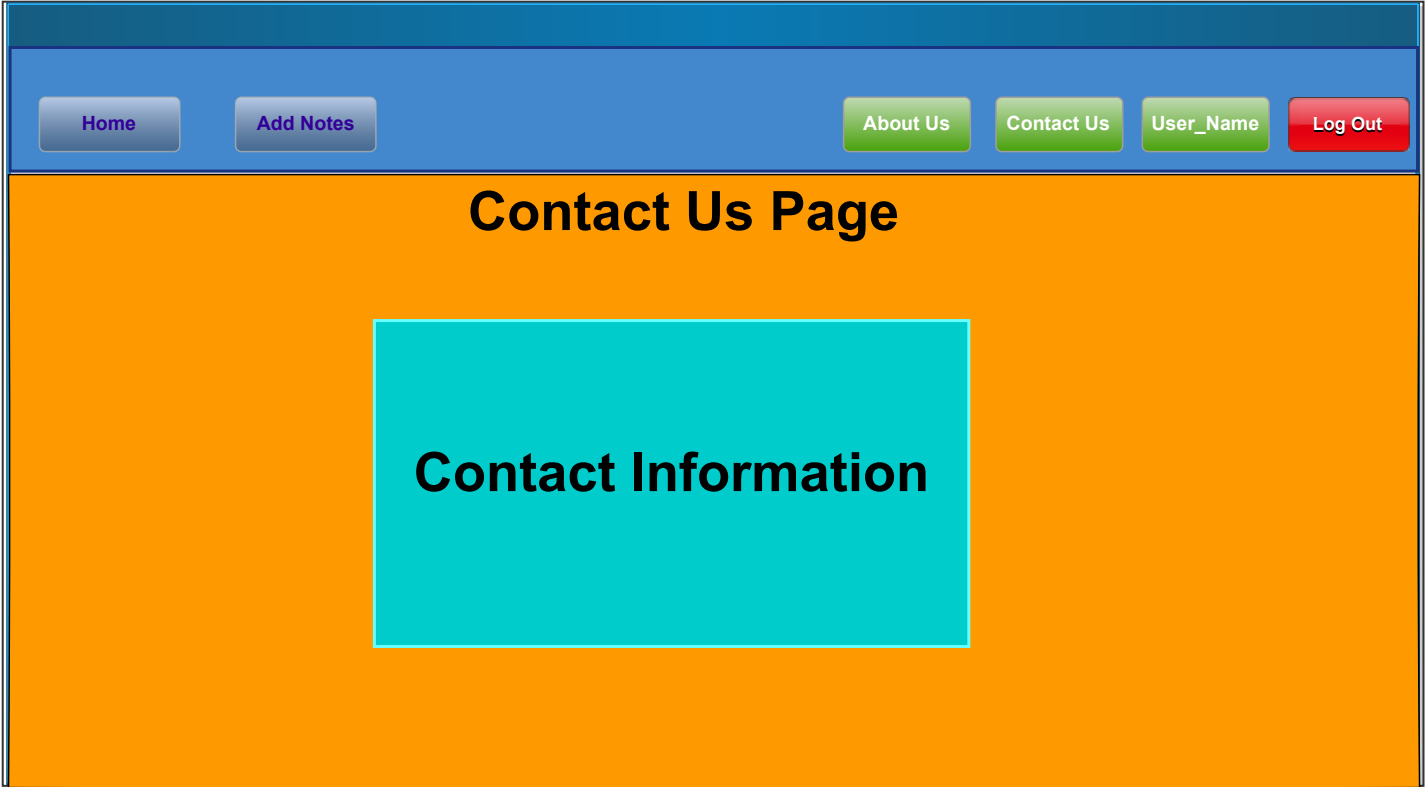 Home
Add Notes
About Us
Contact Us
User_Name
Log Out
Contact Us Page
Contact Information